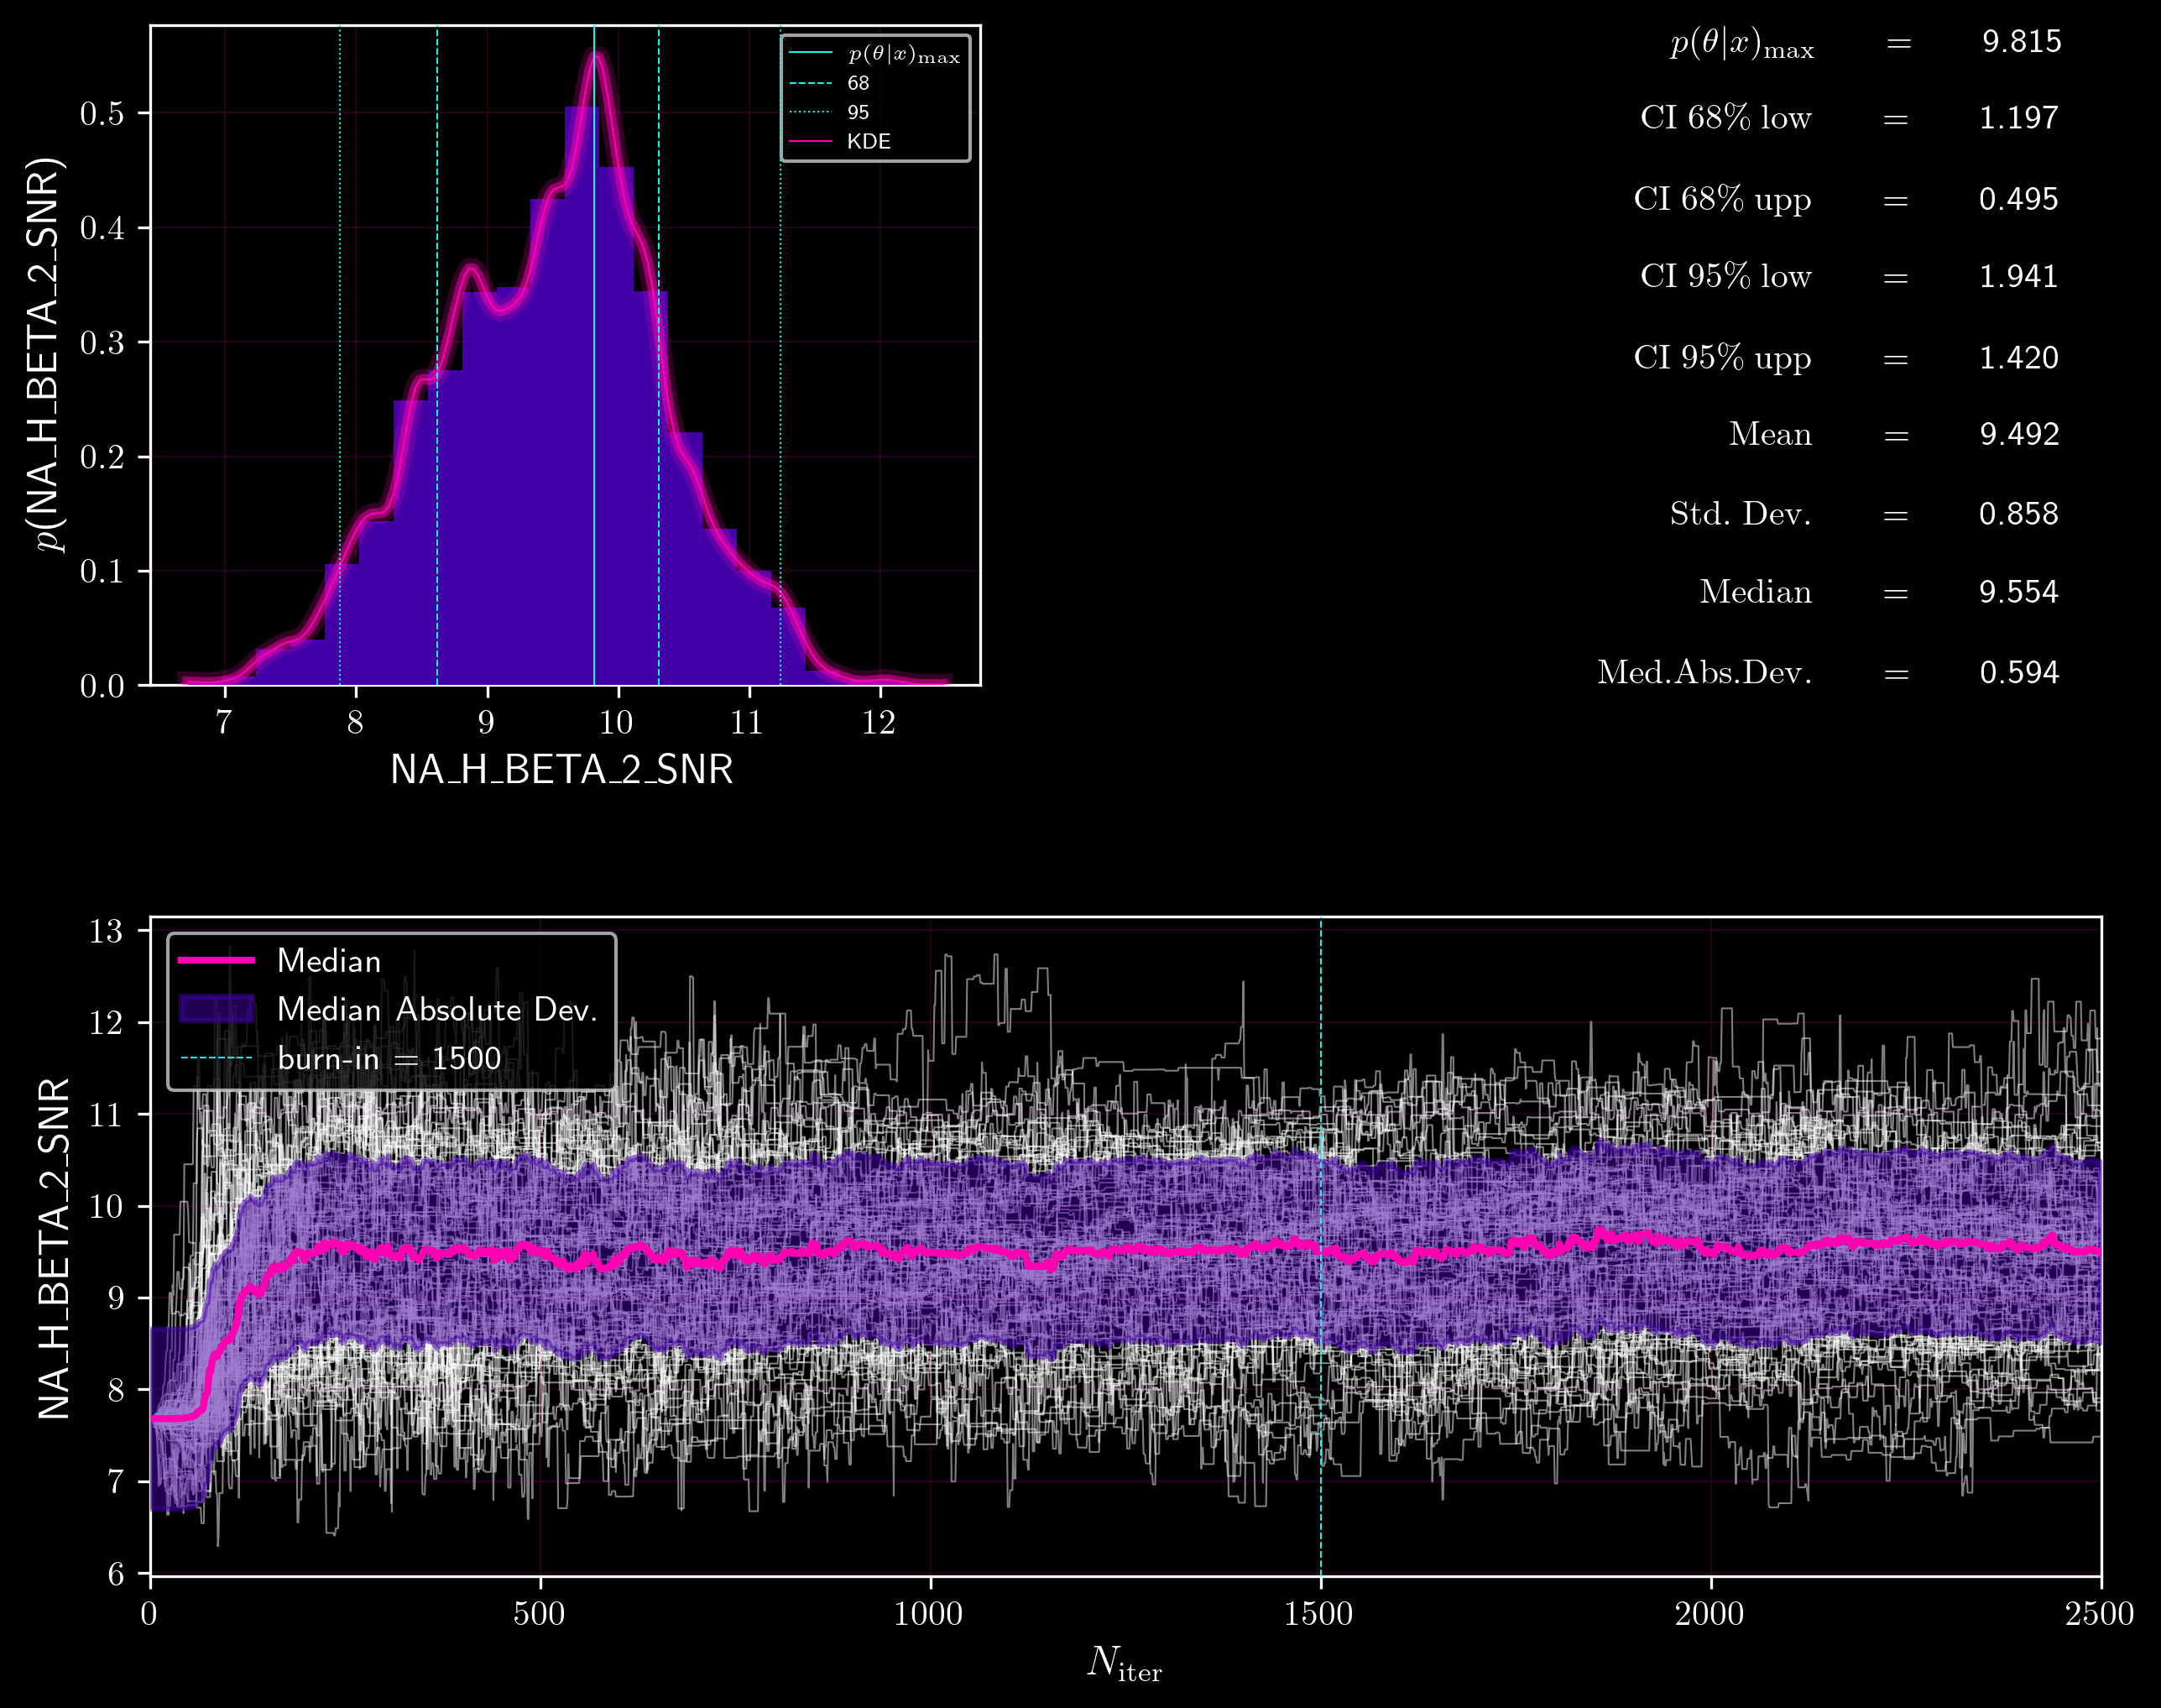 p(NA_H_BETA_2_SNR)
0.5
0.4
0.3
0.2
0.1
0.0
7 8 9 10 11 12
NA_H_BETA_2_SNR
p(θ|x)max
68
95
KDE
p(θ|x)max = 9.815
CI 68% low = 1.197
CI 68% upp = 0.495
CI 95% low = 1.941
CI 95% upp = 1.420
Mean = 9.492
Std. Dev. = 0.858
Median = 9.554
Med.Abs.Dev. = 0.594
NA_H_BETA_2_SNR
13
12
11
10
9
8
7
6
Median
Median Absolute Dev.
burn-in = 1500
0 500 1000 1500 2000 2500
Niter